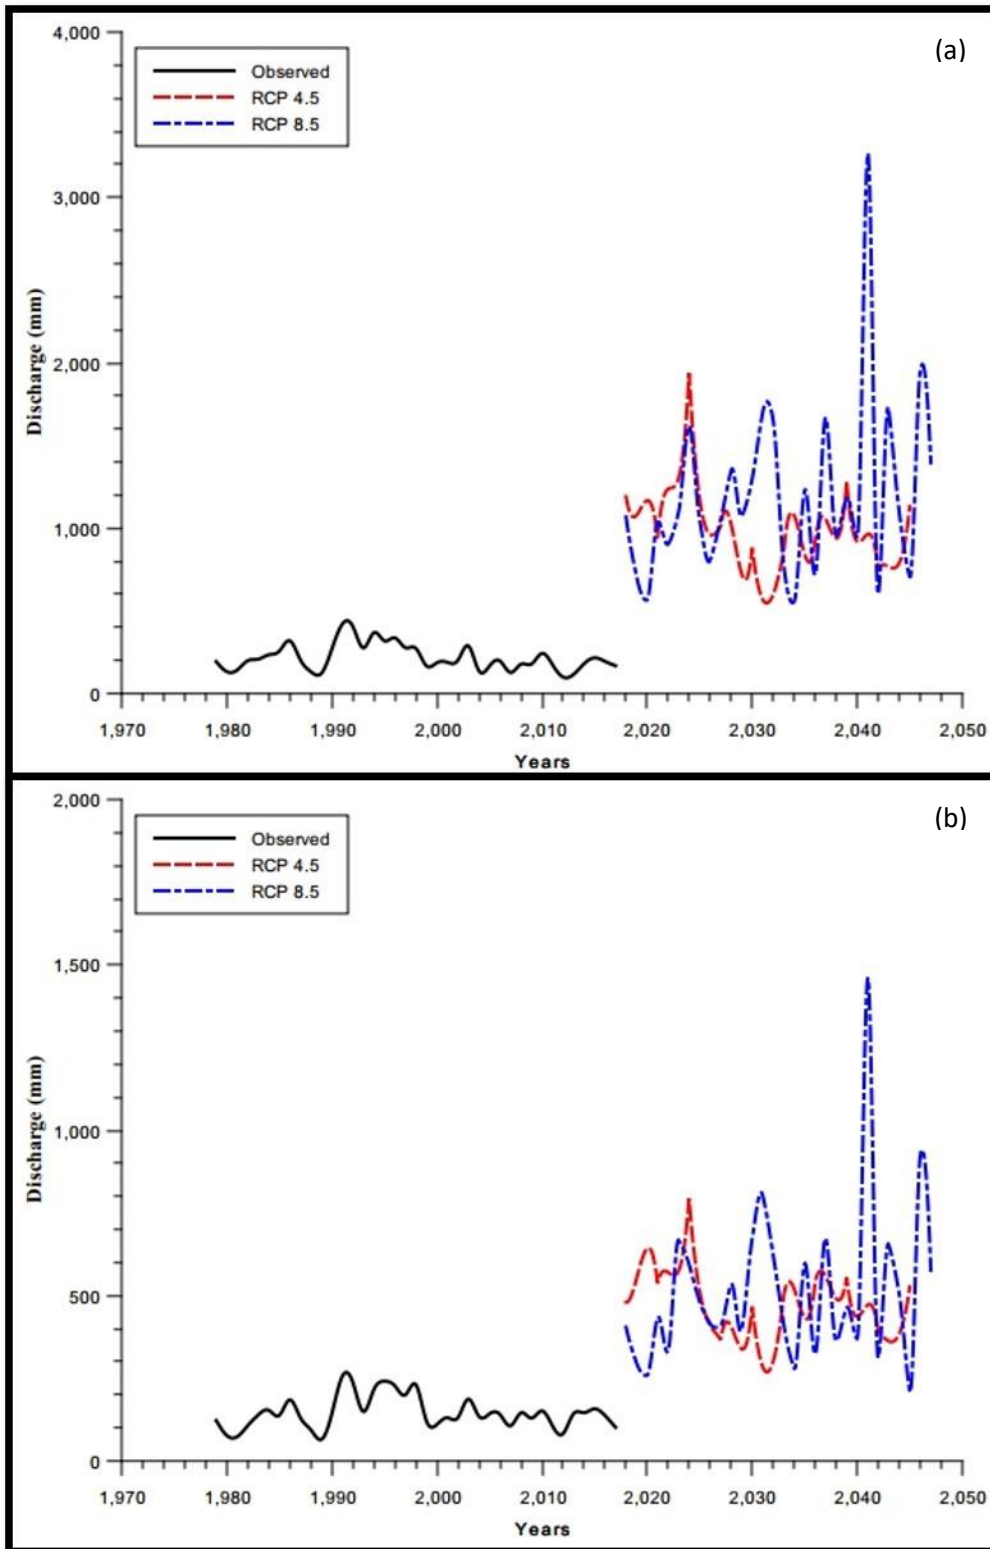 (a)
4,000
3,000
2,000
1,000
0
Discharge (mm)
Observed
RCP 4.5
RCP 8.5
1,970 1,980 1,990 2,000 2,010 2,020 2,030 2,040 2,050
Years
(b)
2,000
1,500
1,000
500
0
Discharge (mm)
Observed
RCP 4.5
RCP 8.5
1,970 1,980 1,990 2,000 2,010 2,020 2,030 2,040 2,050
Years